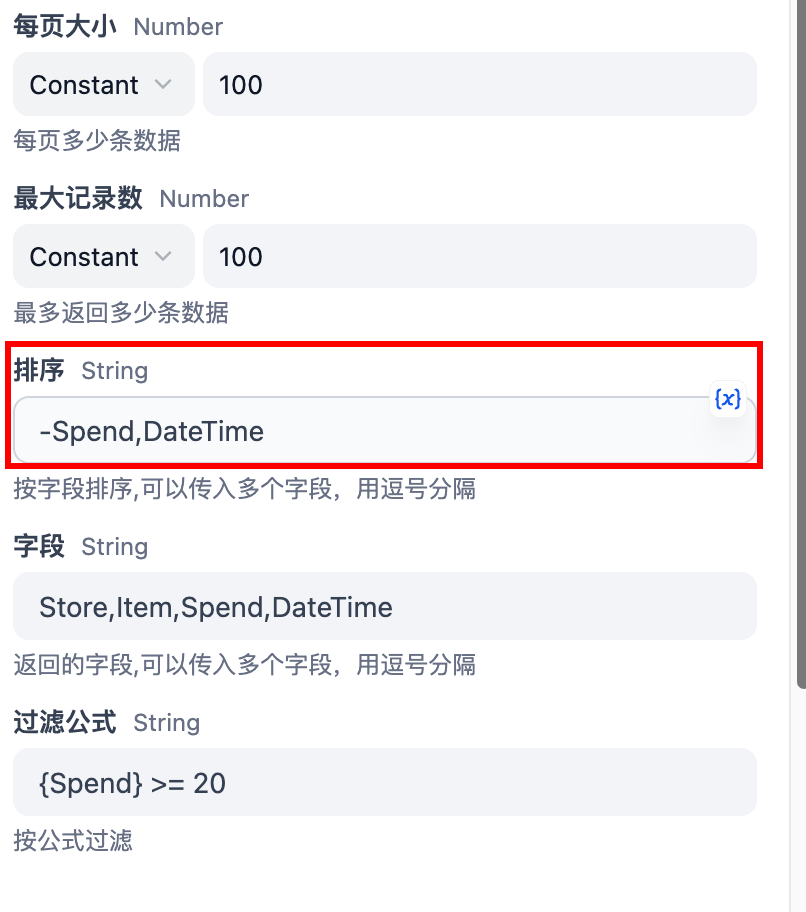 每页大小 Number
Constant 100
每页多少条数据
最大记录数 Number
Constant 100
最多返回多少条数据
排序 String
{x}
-Spend,DateTime
按字段排序,可以传入多个字段，用逗号分隔
字段 String
Store,Item,Spend,DateTime
返回的字段,可以传入多个字段，用逗号分隔
过滤公式 String
{Spend} >= 20
按公式过滤